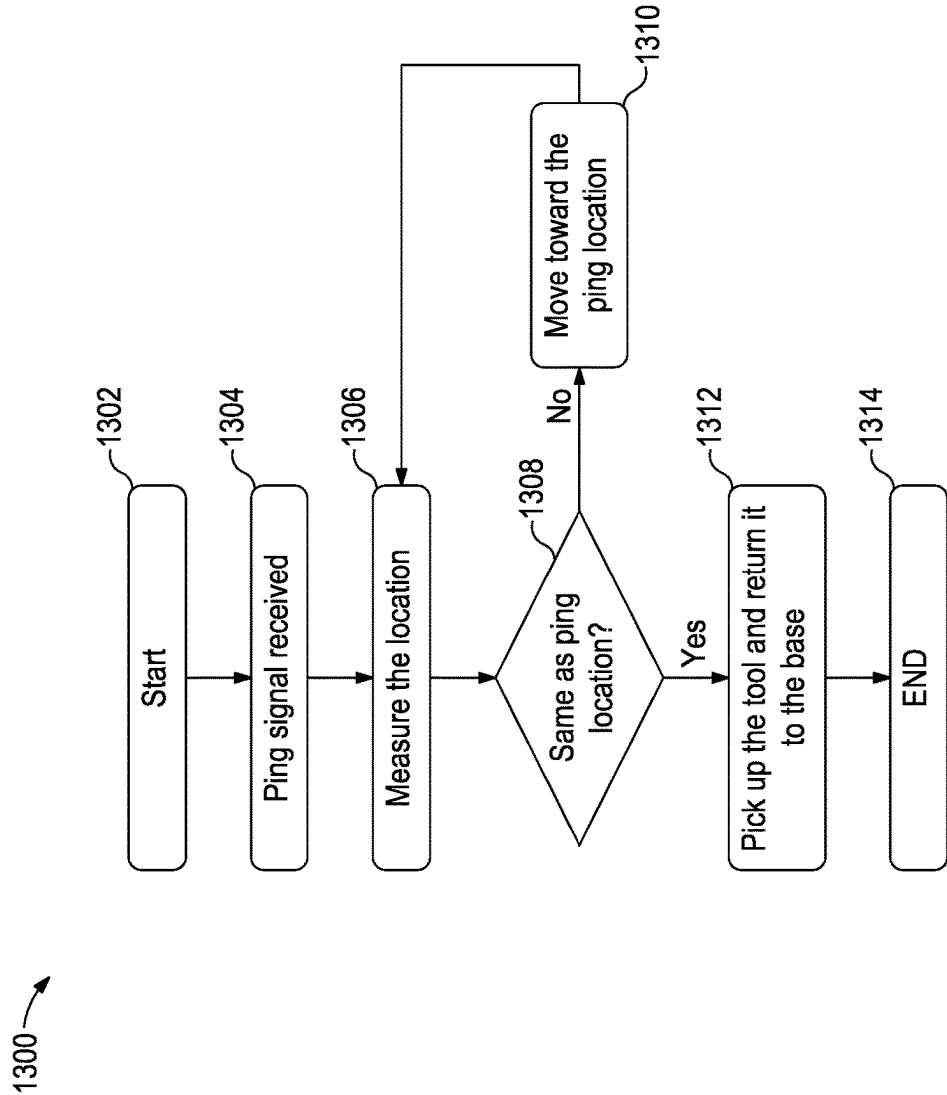 1300
1302
Start
1304
Ping signal received
1306
Measure the location
1308
Same as ping
location?
No
1310
Move toward the
ping location
Yes
1312
Pick up the tool and return it
to the base
1314
END